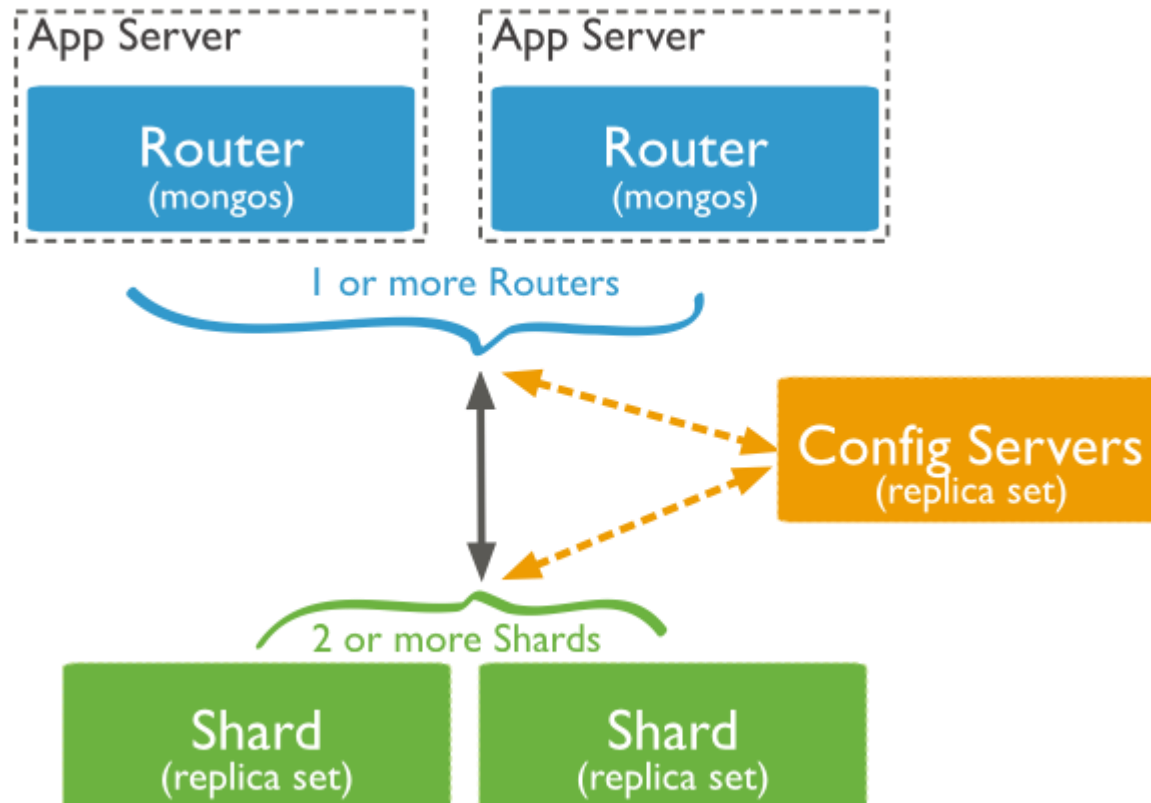 App Server
App Server
Router
(mongos)
Router
(mongos)
1 or more Routers
Config Servers
(replica set)
2 or more Shards
Shard
(replica set)
Shard
(replica set)